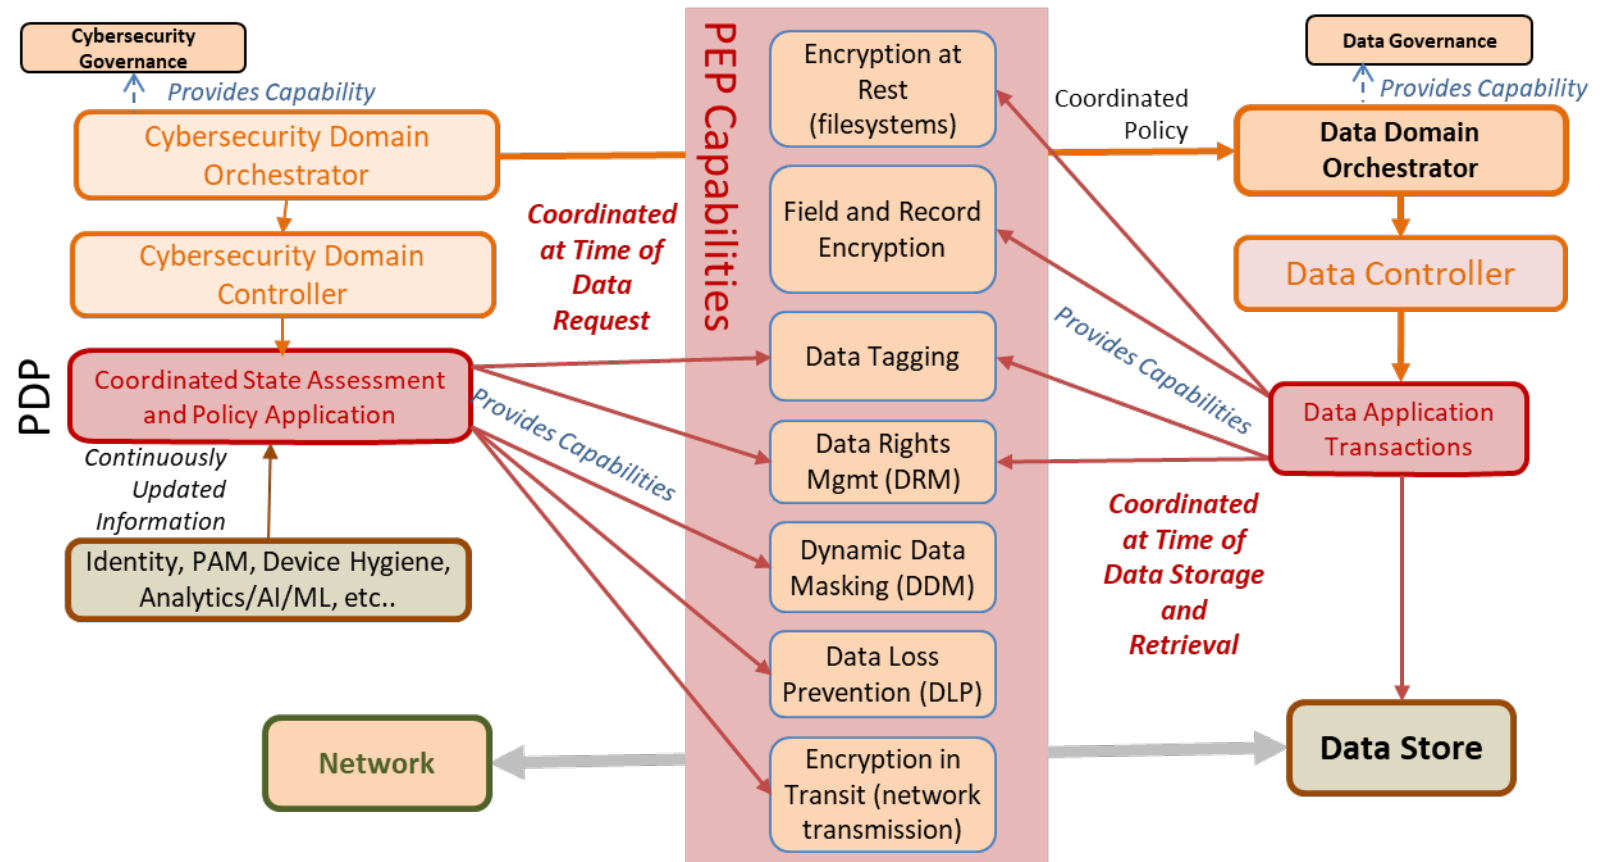 Cybersecurity
Governance
Provides Capability
Cybersecurity Domain
Orchestrator
Cybersecurity Domain
Controller
PDP
Coordinated State Assessment
and Policy Application
Continuously
Updated
Information
Identity, PAM, Device Hygiene,
Analytics/AI/ML, etc..
Network
Coordinated
at Time of
Data
Request
Provides Capabilities
PEP Capabilities
Encryption at
Rest
(filesystems)
Field and Record
Encryption
Data Tagging
Data Rights
Mgmt (DRM)
Dynamic Data
Masking (DDM)
Data Loss
Prevention (DLP)
Encryption in
Transit (network
transmission)
Coordinated
Policy
Data Governance
Provides Capability
Data Domain
Orchestrator
Data Controller
Provides Capabilities
Data Application
Transactions
Coordinated
at Time of
Data Storage
and
Retrieval
Data Store